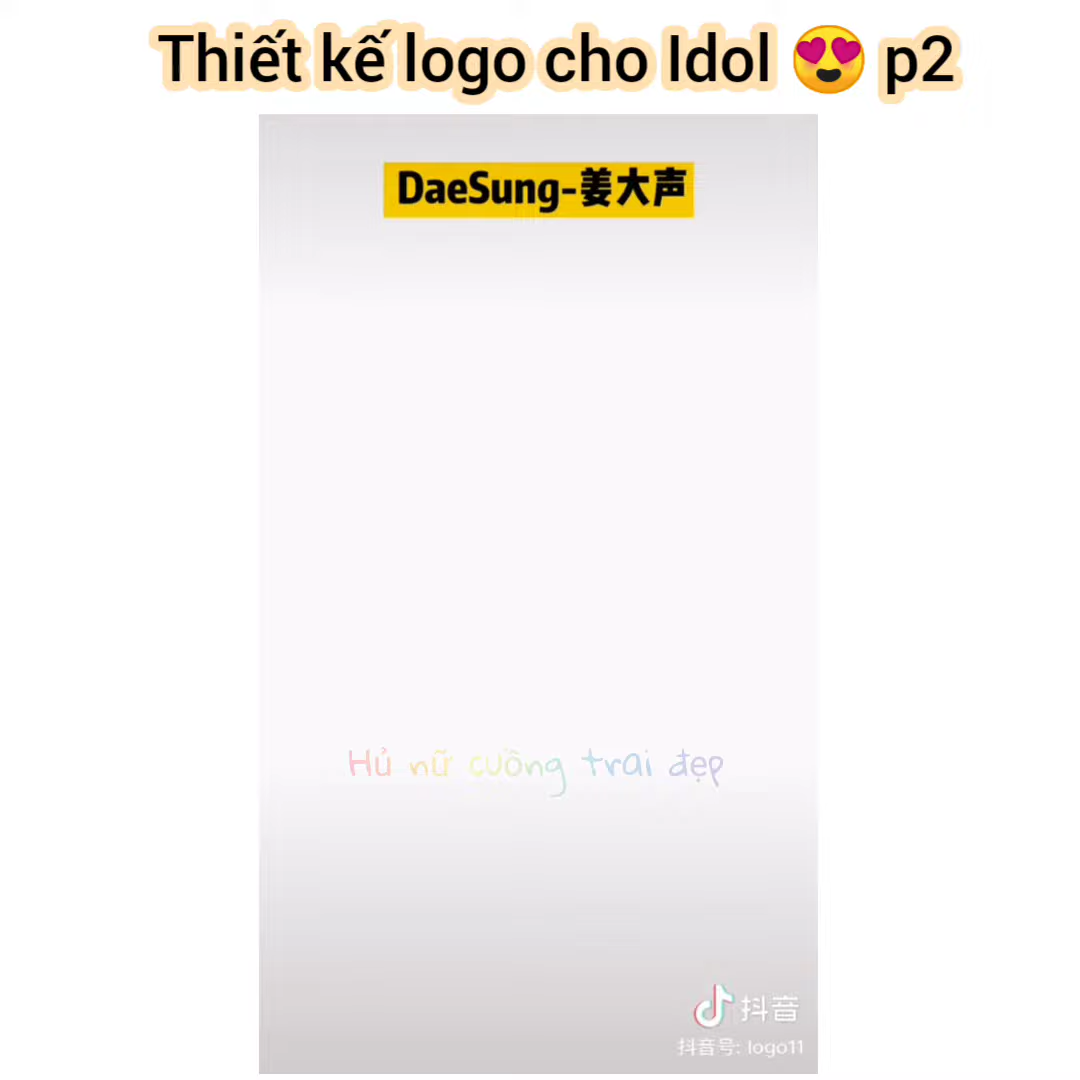 Thiết kế logo cho Idol 😍 p2
DaeSung-姜大声
Hủ nữ cuồng trai đẹp
抖音
抖音号: logo11